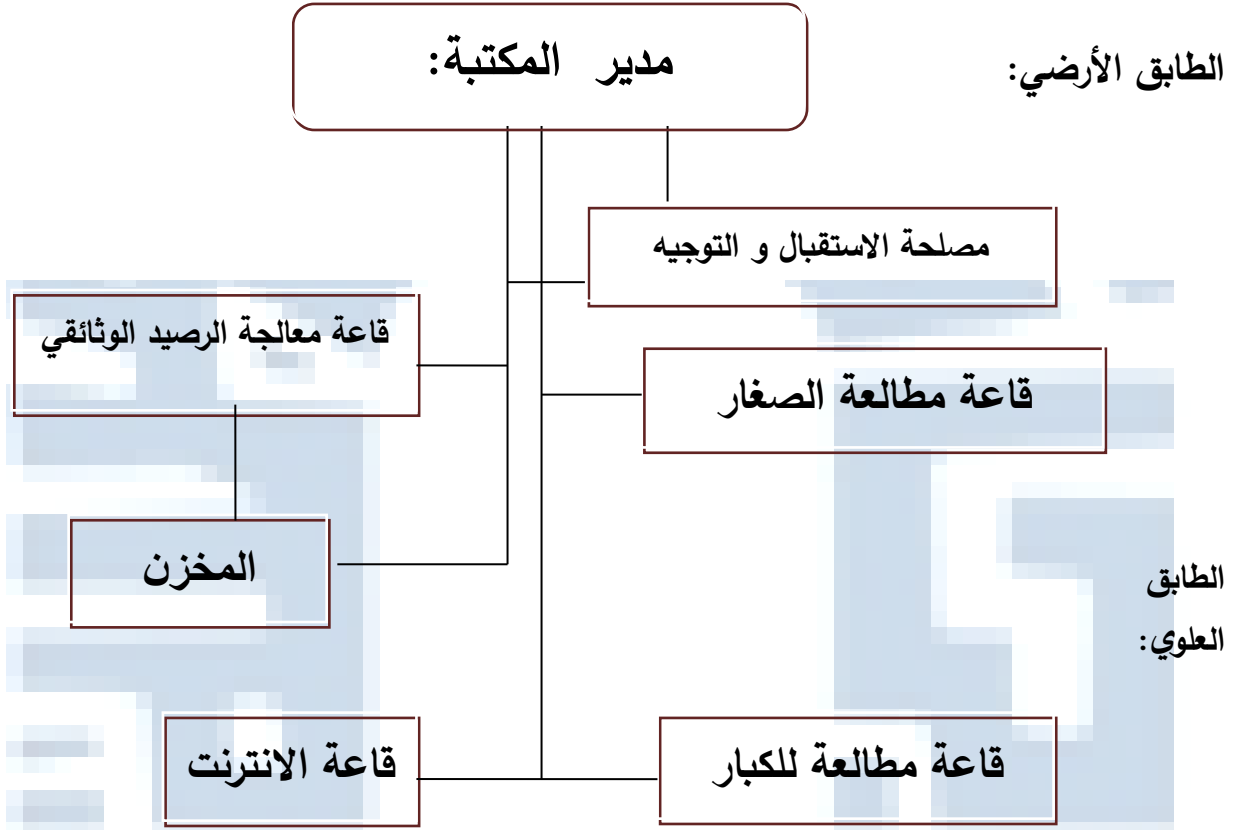 الطابق الأرضي:
مدير المكتبة:
مصلحة الاستقبال و التوجيه
قاعة معالجة الرصيد الوثائقي
قاعة مطالعة الصغار
المخزن
الطابق
العلوي:
قاعة مطالعة للكبار
قاعة الانترنت